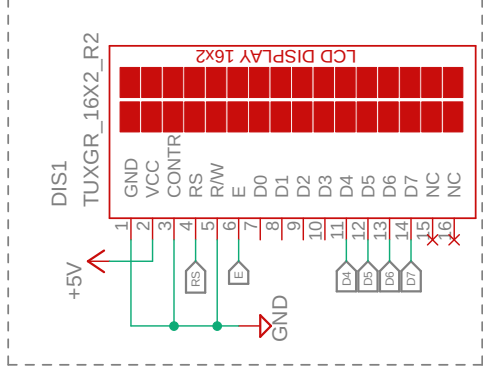 LCD DISPLAY 16x2
DIS1
TUXGR_16X2_R2
GND
VCC
CONTR
RS
R/W
E
D0
D1
D2
D3
D4
D5
D6
D7
NC
NC
1
2
3
4
5
6
7
8
9
10
11
12
13
14
15
16
+5V
RS
E
D4
D5
D6
D7
GND